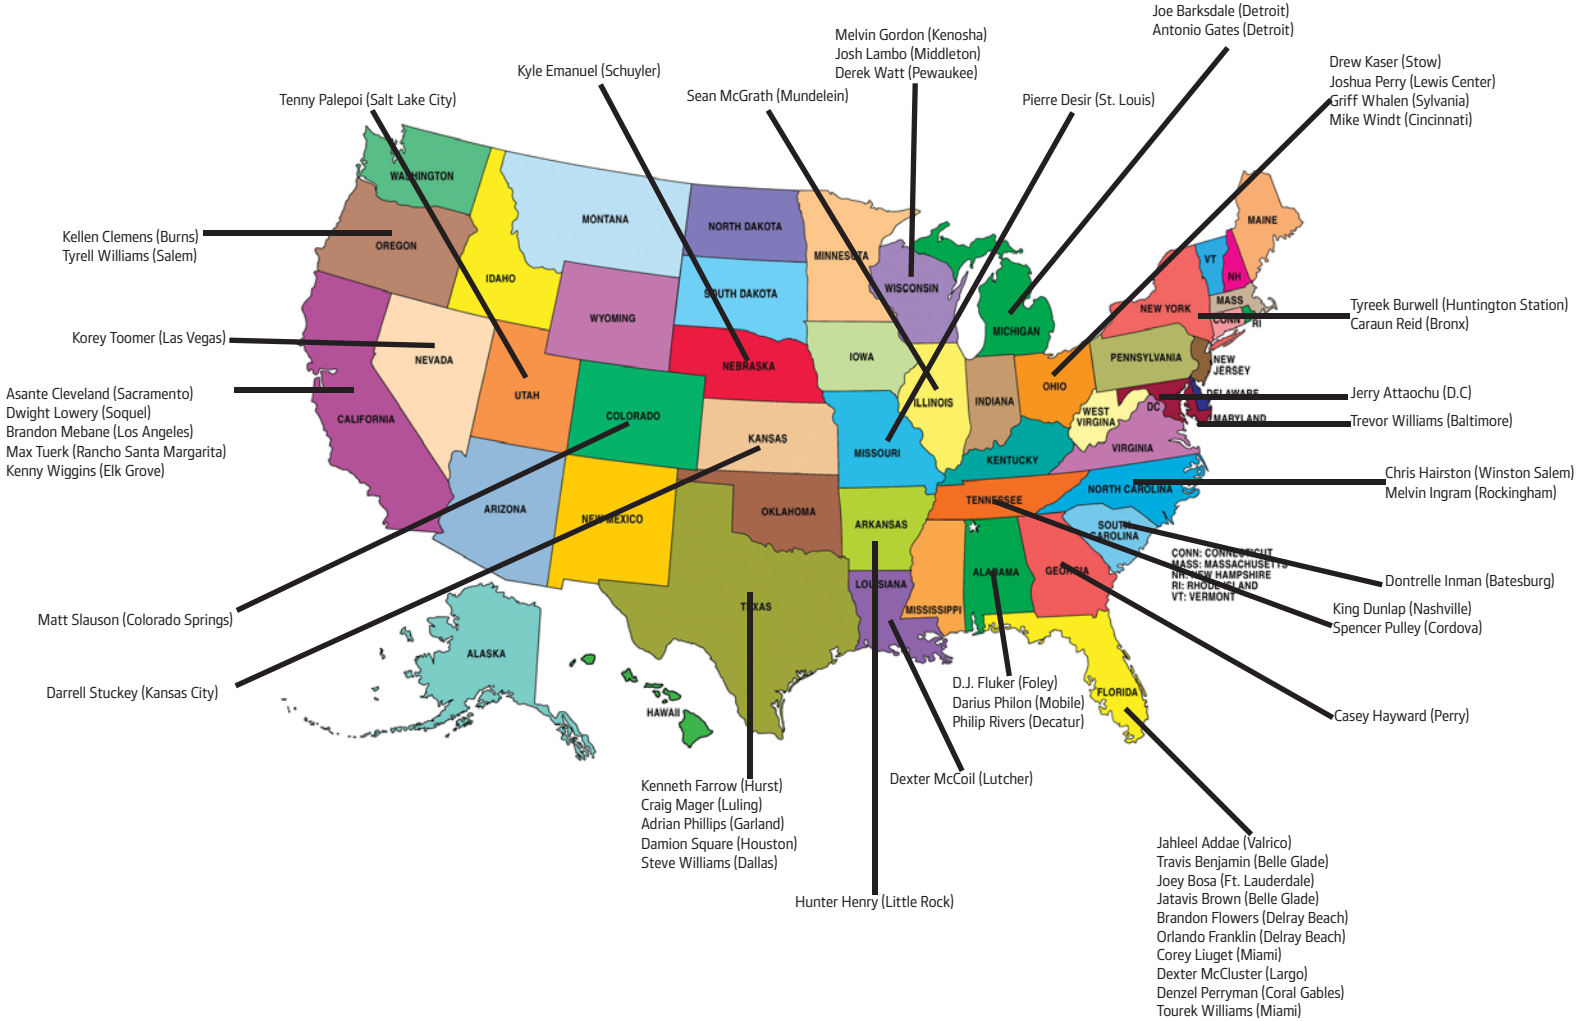 Joe Barksdale (Detroit)
Antonio Gates (Detroit)
Melvin Gordon (Kenosha)
Josh Lambo (Middleton)
Derek Watt (Pewaukee)
Drew Kaser (Stow)
Joshua Perry (Lewis Center)
Griff Whalen (Sylvania)
Mike Windt (Cincinnati)
Kyle Emanuel (Schuyler)
Sean McGrath (Mundelein)
Pierre Desir (St. Louis)
Tenny Palepoi (Salt Lake City)
Kellen Clemens (Burns)
Tyrell Williams (Salem)
Korey Toomer (Las Vegas)
Asante Cleveland (Sacramento)
Dwight Lowery (Soquel)
Brandon Mebane (Los Angeles)
Max Tuerk (Rancho Santa Margarita)
Kenny Wiggins (Elk Grove)
Matt Slauson (Colorado Springs)
Darrell Stuckey (Kansas City)
WASHINGTON
OREGON
IDAHO
MONTANA
NORTH DAKOTA
MINNESOTA
SOUTH DAKOTA
WISCONSIN
MICHIGAN
WYOMING
NEVADA
UTAH
CALIFORNIA
COLORADO
NEBRASKA
IOWA
ILLINOIS
INDIANA
OHIO
PENNSYLVANIA
NEW YORK
MAINE
VT
NH
MASS
CONN
RI
NEW
JERSEY
DELAWARE
MARYLAND
DC
WEST
VIRGINA
VIRGINIA
KANSAS
MISSOURI
KENTUCKY
TENNESSEE
NORTH CAROLINA
SOUTH
CAROLINA
ARIZONA
NEW MEXICO
OKLAHOMA
ARKANSAS
TEXAS
LOUISIANA
MISSISSIPPI
ALABAMA
GEORGIA
FLORIDA
ALASKA
HAWAII
CONN: CONNECTICUT
MASS: MASSACHUSETTS
NH: NEW HAMPSHIRE
RI: RHODE ISLAND
VT: VERMONT
Tyreek Burwell (Huntington Station)
Caraun Reid (Bronx)
Jerry Attaochu (D.C)
Trevor Williams (Baltimore)
Chris Hairston (Winston Salem)
Melvin Ingram (Rockingham)
Dontrelle Inman (Batesburg)
King Dunlap (Nashville)
Spencer Pulley (Cordova)
Casey Hayward (Perry)
D.J. Fluker (Foley)
Darius Philon (Mobile)
Philip Rivers (Decatur)
Dexter McCoil (Lutcher)
Kenneth Farrow (Hurst)
Craig Mager (Luling)
Adrian Phillips (Garland)
Damion Square (Houston)
Steve Williams (Dallas)
Hunter Henry (Little Rock)
Jahleel Addae (Valrico)
Travis Benjamin (Belle Glade)
Joey Bosa (Ft. Lauderdale)
Jatavis Brown (Belle Glade)
Brandon Flowers (Delray Beach)
Orlando Franklin (Delray Beach)
Corey Liuget (Miami)
Dexter McCluster (Largo)
Denzel Perryman (Coral Gables)
Tourek Williams (Miami)